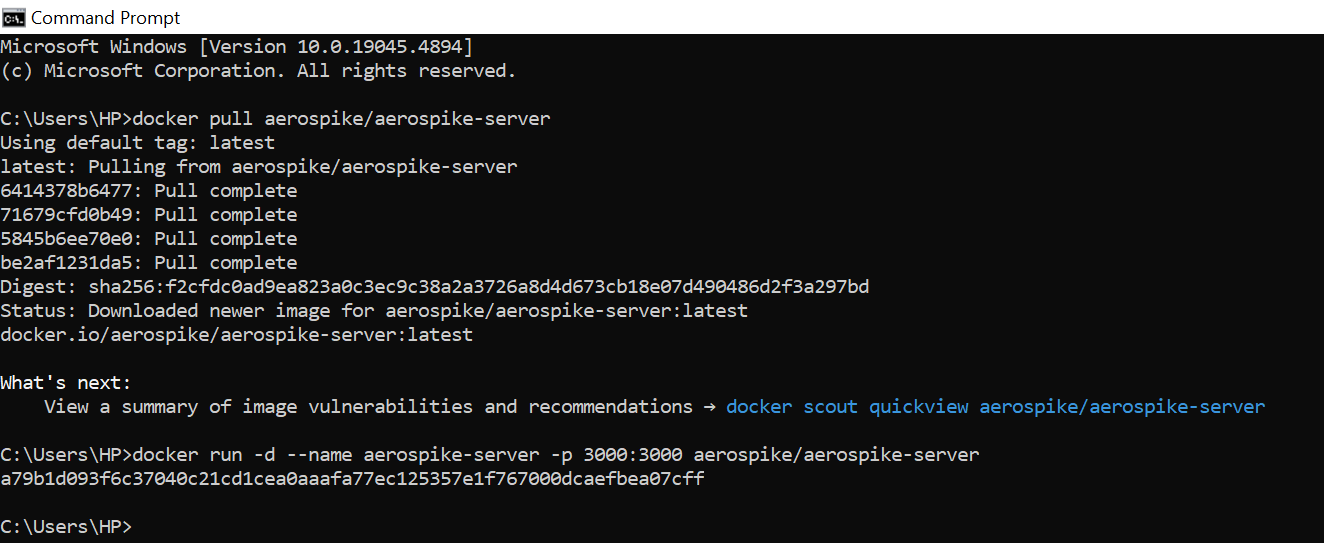 Command Prompt
Microsoft Windows [Version 10.0.19045.4894]
(c) Microsoft Corporation. All rights reserved.
C:\Users\HP>docker pull aerospike/aerospike-server
Using default tag: latest
latest: Pulling from aerospike/aerospike-server
6414378b6477: Pull complete
71679cfd0b49: Pull complete
5845b6ee70e0: Pull complete
be2af1231da5: Pull complete
Digest: sha256:f2cfdc0ad9ea823a0c3ec9c38a2a3726a8d4d673cb18e07d490486d2f3a297bd
Status: Downloaded newer image for aerospike/aerospike-server:latest
docker.io/aerospike/aerospike-server:latest
What's next:
View a summary of image vulnerabilities and recommendations → docker scout quickview aerospike/aerospike-server
C:\Users\HP>docker run -d --name aerospike-server -p 3000:3000 aerospike/aerospike-server
a79b1d093f6c37040c21cd1cea0aaafa77ec125357e1f767000dcaefbea07cff
C:\Users\HP>